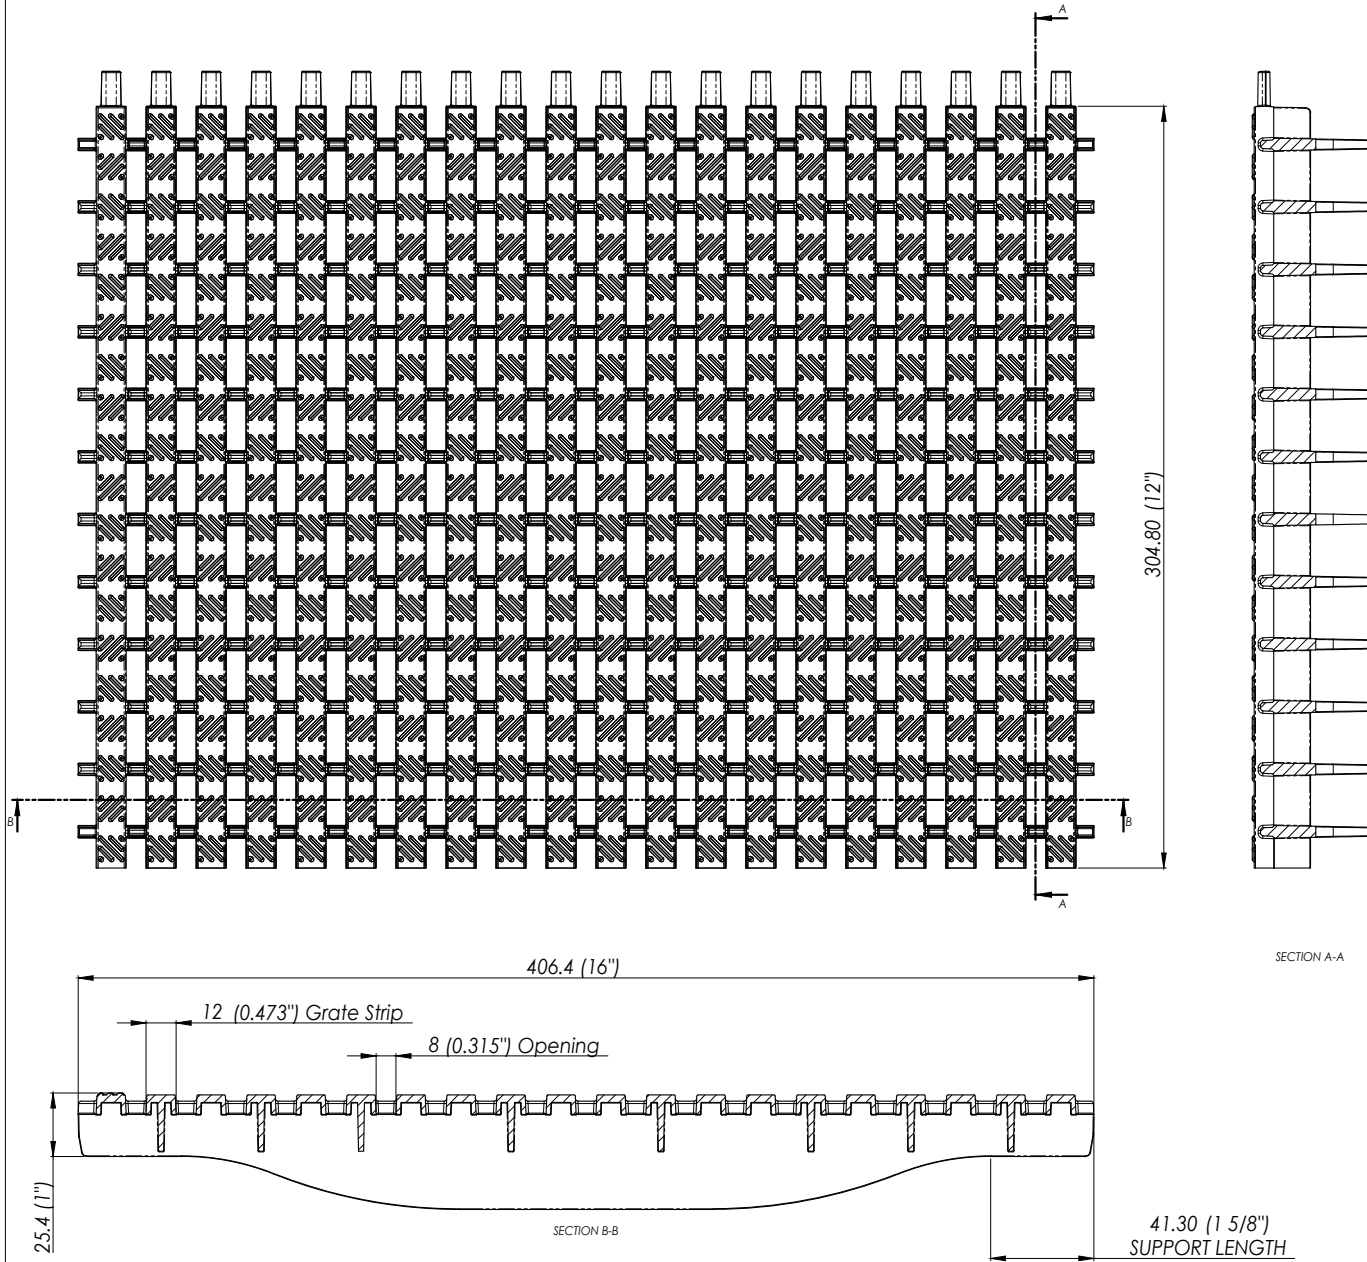 A
304.80 (12")
B
B
A
SECTION A-A
406.4 (16")
12 (0.473") Grate Strip
8 (0.315") Opening
25.4 (1")
SECTION B-B
41.30 (1 5/8")
SUPPORT LENGTH